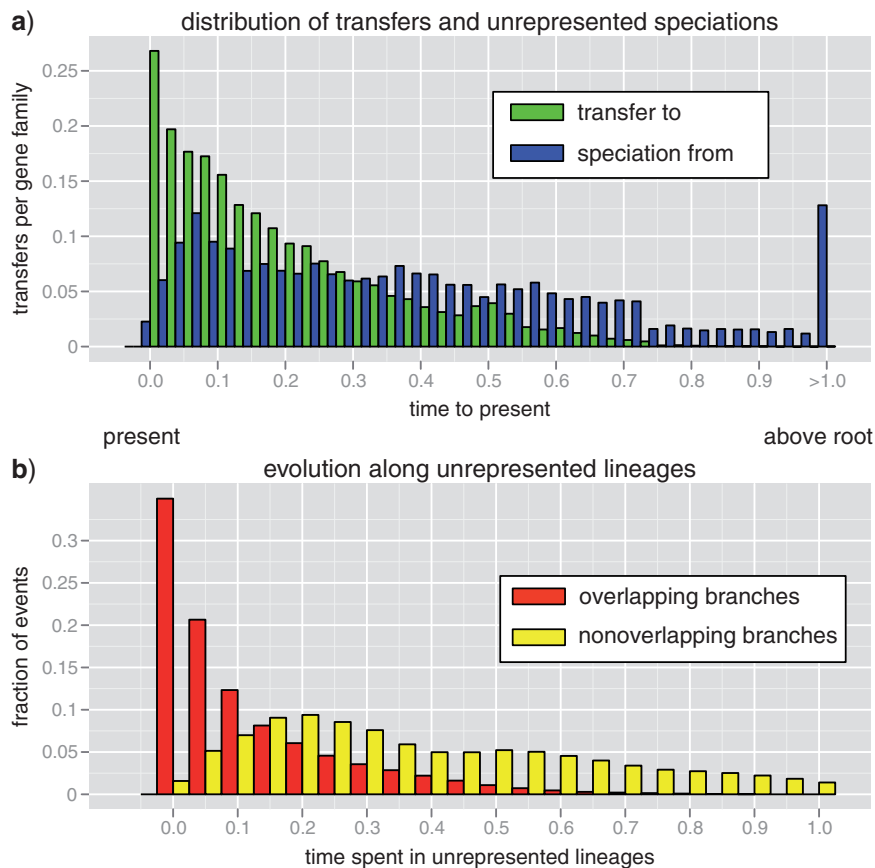 a) distribution of transfers and unrepresented speciations
transfers per gene family
0.25
0.2
0.15
0.1
0.05
0
transfer to
speciation from
0.0 0.1 0.2 0.3 0.4 0.5 0.6 0.7 0.8 0.9 >1.0
time to present
present above root
b) evolution along unrepresented lineages
fraction of events
0.3
0.25
0.2
0.15
0.1
0.05
0
overlapping branches
nonoverlapping branches
0.0 0.1 0.2 0.3 0.4 0.5 0.6 0.7 0.8 0.9 1.0
time spent in unrepresented lineages